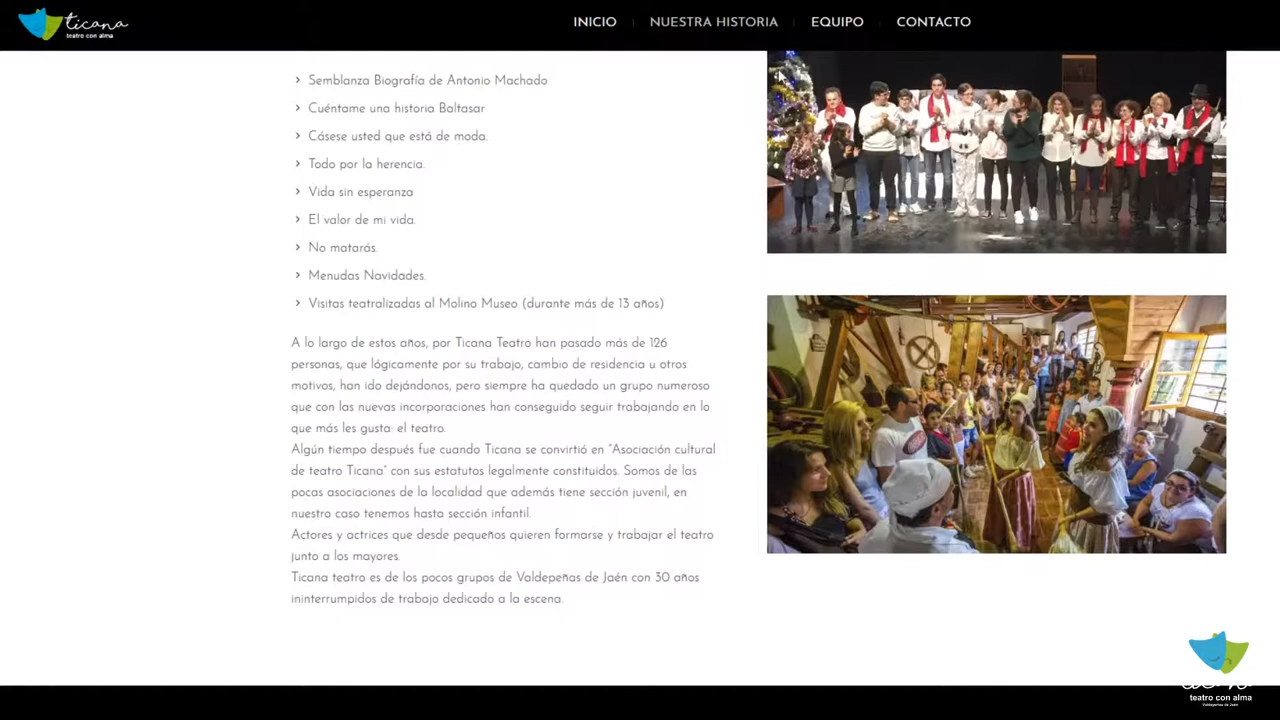 ticana
teatro con alma
INICIO
NUESTRA HISTORIA
EQUIPO
CONTACTO
Semblanza Biografía de Antonio Machado
Cuéntame una historia Baltasar
Cásese usted que está de moda.
Todo por la herencia.
Vida sin esperanza
El valor de mi vida.
No matarás.
Menudas Navidades.
Visitas teatralizadas al Molino Museo (durante más de 13 años)
A lo largo de estos años, por Ticana Teatro han pasado más de 126
personas, que lógicamente por su trabajo, cambio de residencia u otros
motivos, han ido dejándonos, pero siempre ha quedado un grupo numeroso
que con las nuevas incorporaciones han conseguido seguir trabajando en lo
que más les gusta: el teatro.
Algún tiempo después fue cuando Ticana se convirtió en "Asociación cultural
de teatro Ticana" con sus estatutos legalmente constituidos. Somos de las
pocas asociaciones de la localidad que además tiene sección juvenil, en
nuestro caso tenemos hasta sección infantil.
Actores y actrices que desde pequeños quieren formarse y trabajar el teatro
junto a los mayores.
Ticana teatro es de los pocos grupos de Valdepeñas de Jaén con 30 años
ininterrumpidos de trabajo dedicado a la escena.
teatro con alma
Valdepeñas de Jaén